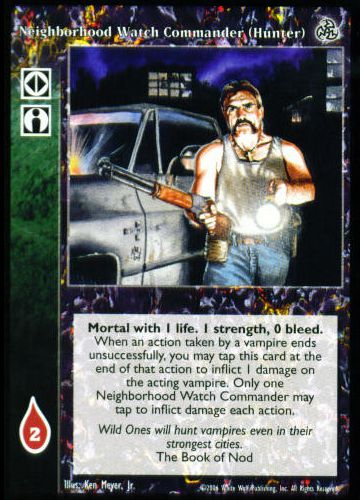 Neighborhood Watch Commander (Hunter)
Mortal with 1 life. 1 strength, 0 bleed.
When an action taken by a vampire ends
unsuccessfully, you may tap this card at the
end of that action to inflict 1 damage on
the acting vampire. Only one
Neighborhood Watch Commander may
tap to inflict damage each action.
Wild Ones will hunt vampires even in their
strongest cities.
The Book of Nod
2
Illus: Ken Meyer, Jr.
©2006 White Wolf Publishing, Inc. All Rights Reserved.